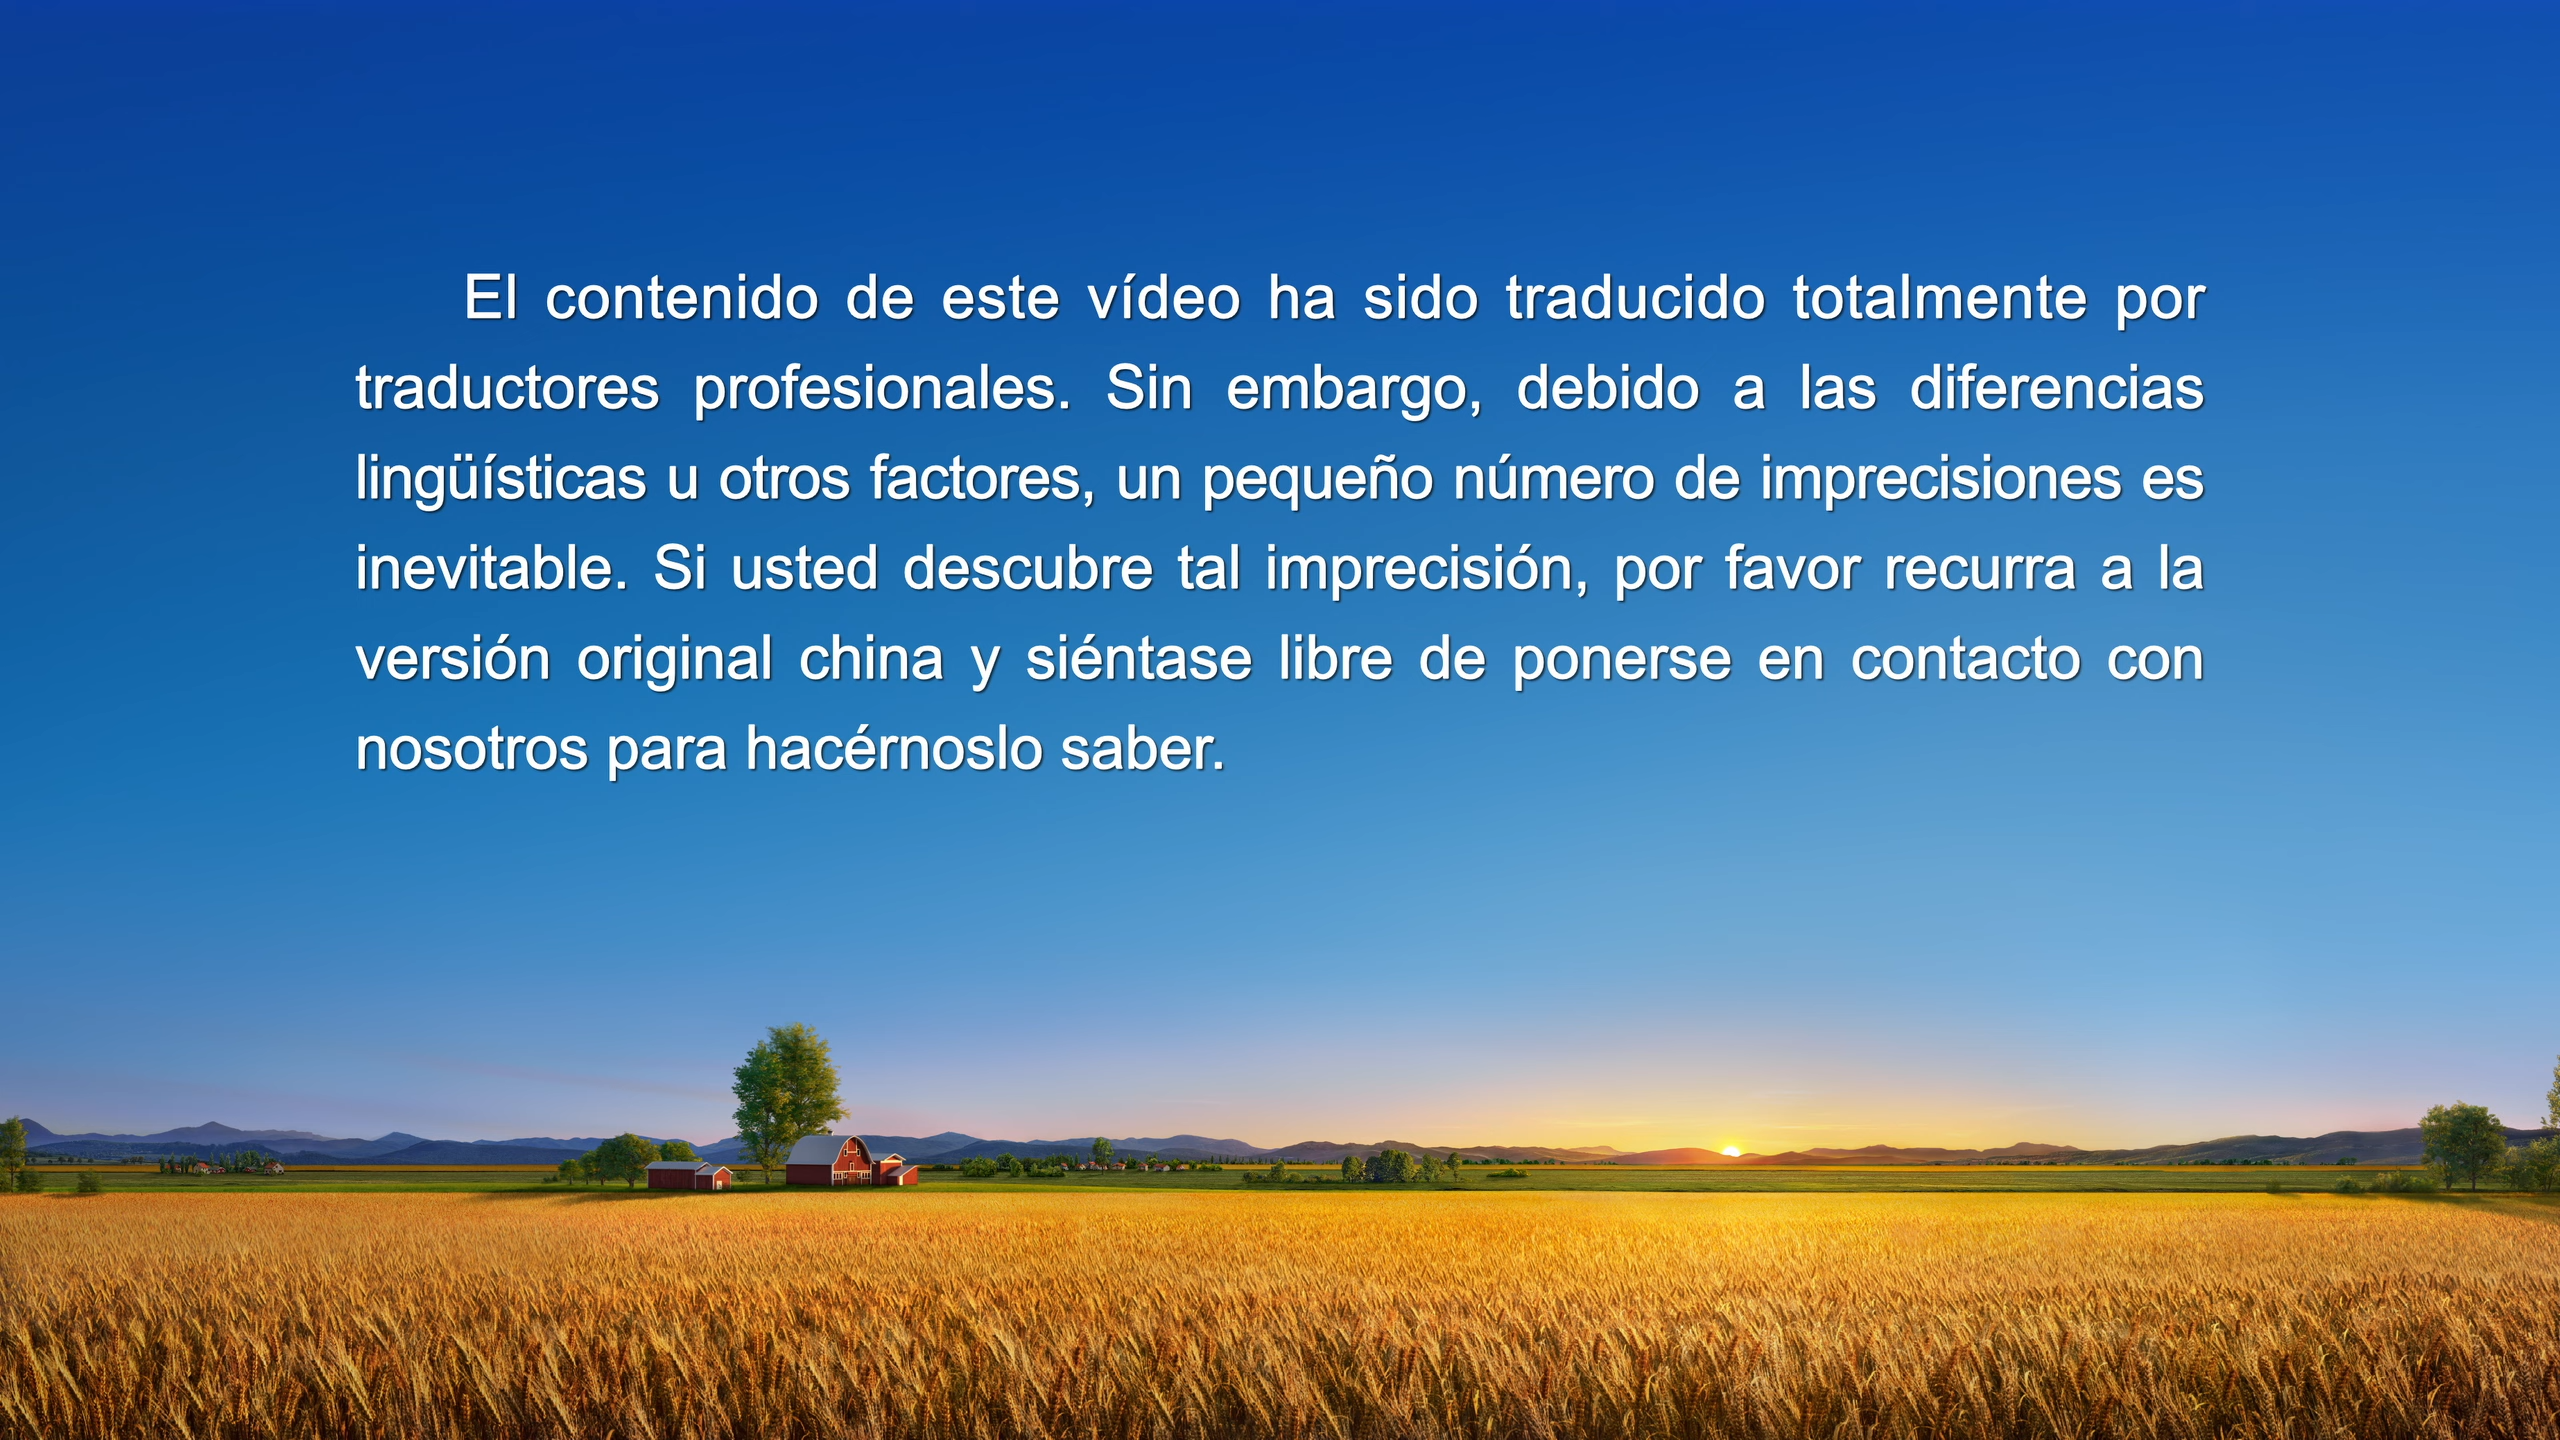 El contenido de este vídeo ha sido traducido totalmente por
traductores profesionales. Sin embargo, debido a las diferencias
lingüísticas u otros factores, un pequeño número de imprecisiones es
inevitable. Si usted descubre tal imprecisión, por favor recurra a la
versión original china y siéntase libre de ponerse en contacto con
nosotros para hacérnoslo saber.